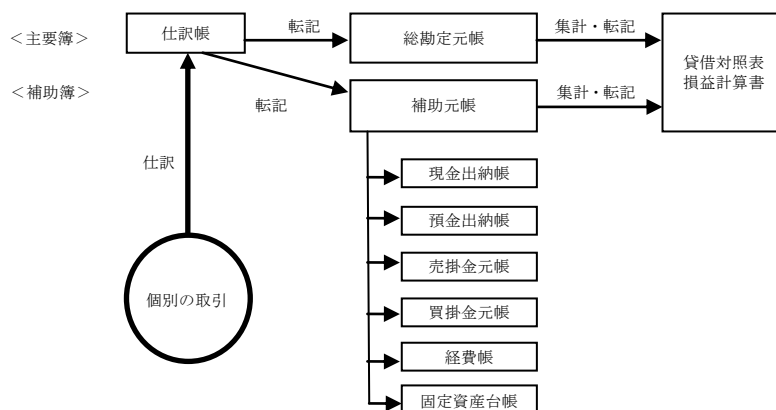 ＜主要簿＞
仕訳帳
転記
総勘定元帳
集計・転記
貸借対照表
損益計算書
＜補助簿＞
転記
補助元帳
集計・転記
仕訳
現金出納帳
預金出納帳
売掛金元帳
買掛金元帳
経費帳
固定資産台帳
個別の取引